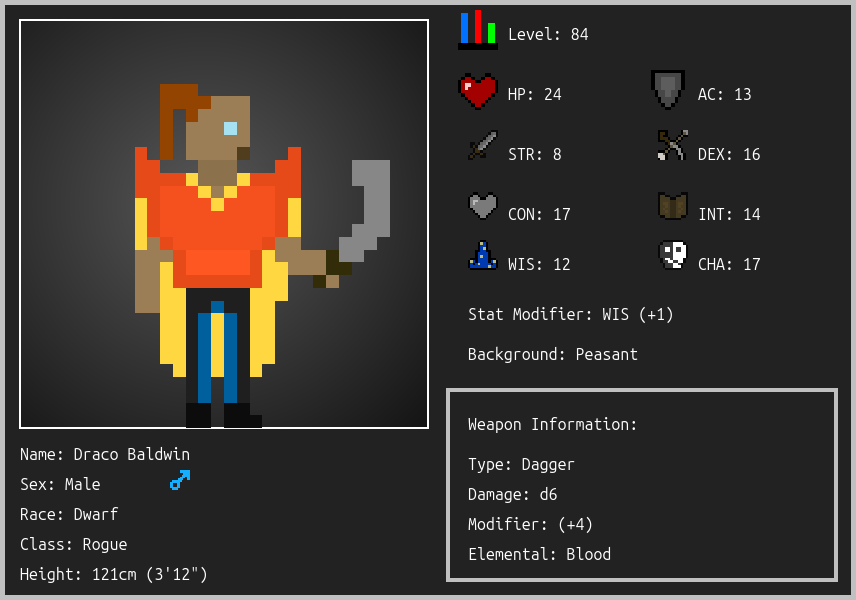 Level: 84
HP: 24
AC: 13
STR: 8
DEX: 16
CON: 17
INT: 14
WIS: 12
CHA: 17
Stat Modifier: WIS (+1)
Background: Peasant
Weapon Information:
Type: Dagger
Damage: d6
Modifier: (+4)
Elemental: Blood
Name: Draco Baldwin
Sex: Male
Race: Dwarf
Class: Rogue
Height: 121cm (3'12")